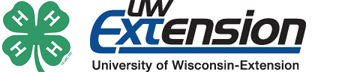 H H
H H
UW
Extension
University of Wisconsin-Extension